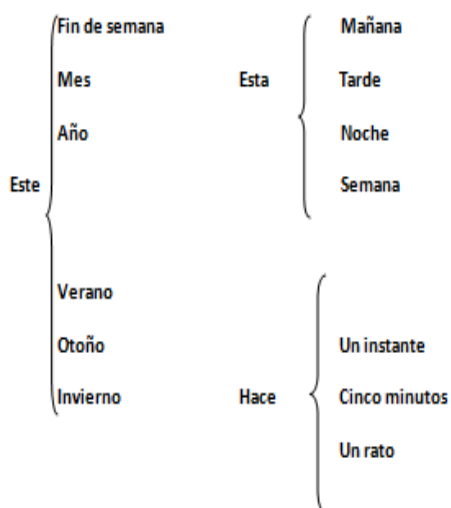 Este
Fin de semana
Mes
Año
Verano
Otoño
Invierno
Esta
Mañana
Tarde
Noche
Semana
Hace
Un instante
Cinco minutos
Un rato